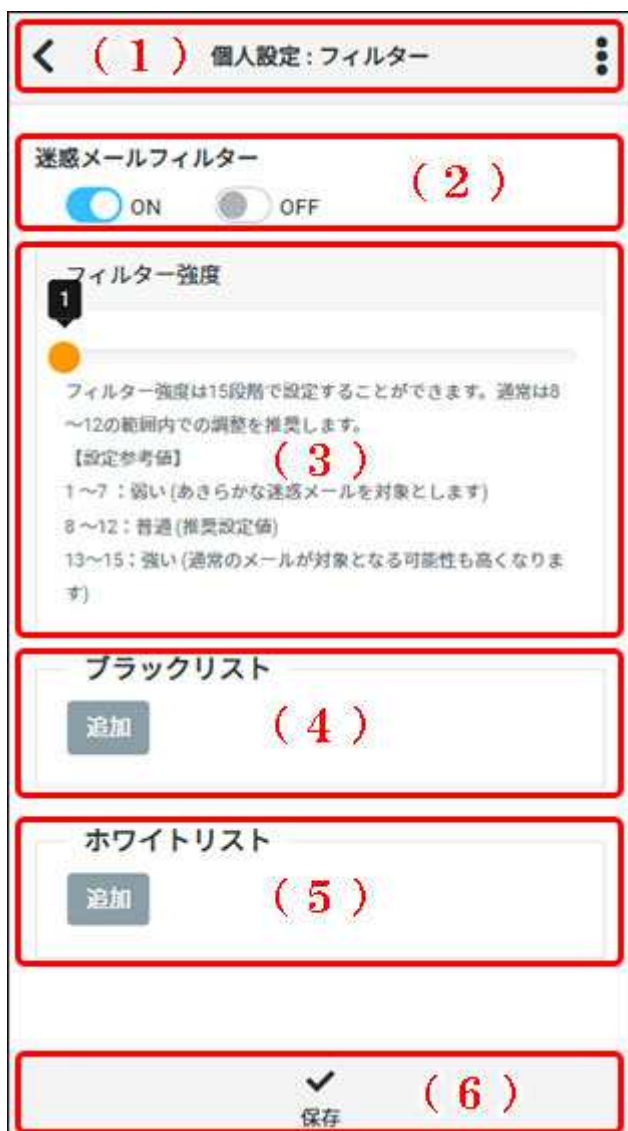 （１） 個人設定 : フィルター
迷惑メールフィルター
ON OFF （２）
フィルター強度
1
フィルター強度は15段階で設定することができます。通常は8
～12の範囲内での調整を推奨します。
【設定参考値】 （３）
1～7：弱い (あきらかな迷惑メールを対象とします)
8～12：普通 (推奨設定値)
13～15：強い (通常のメールが対象となる可能性も高くなりま
す)
ブラックリスト
追加 （４）
ホワイトリスト
追加 （５）
保存 （６）